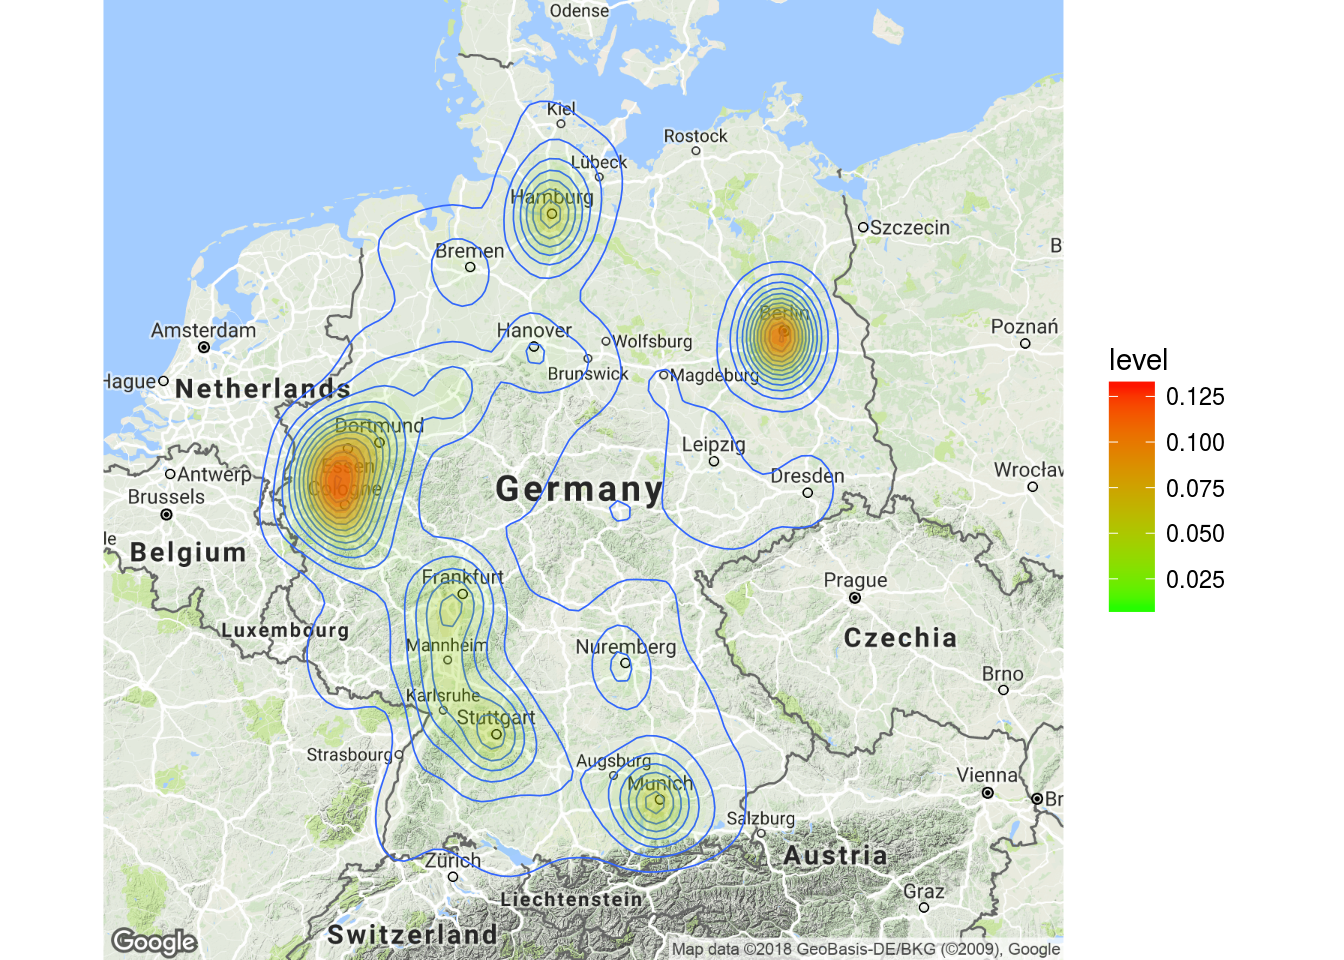 Odense
Kiel
Rostock
Lübeck
Hamburg
Szczecin
B
Bremen
Berlin
Amsterdam
Hanover
Wolfsburg
Poznań
Hague
Netherlands
Brunswick
Magdeburg
Dortmund
Leipzig
Essen
Antwerp
Dresden
Wrocław
Cologne
Germany
Brussels
le
Belgium
Frankfurt
Prague
Luxembourg
Czechia
Mannheim
Nuremberg
Brno
Karlsruhe
Stuttgart
Strasbourg
Augsburg
Munich
Vienna
Br
Salzburg
Zürich
Austria
Liechtenstein
Graz
Switzerland
Google
Map data ©2018 GeoBasis-DE/BKG (©2009), Google
level
0.125
0.100
0.075
0.050
0.025